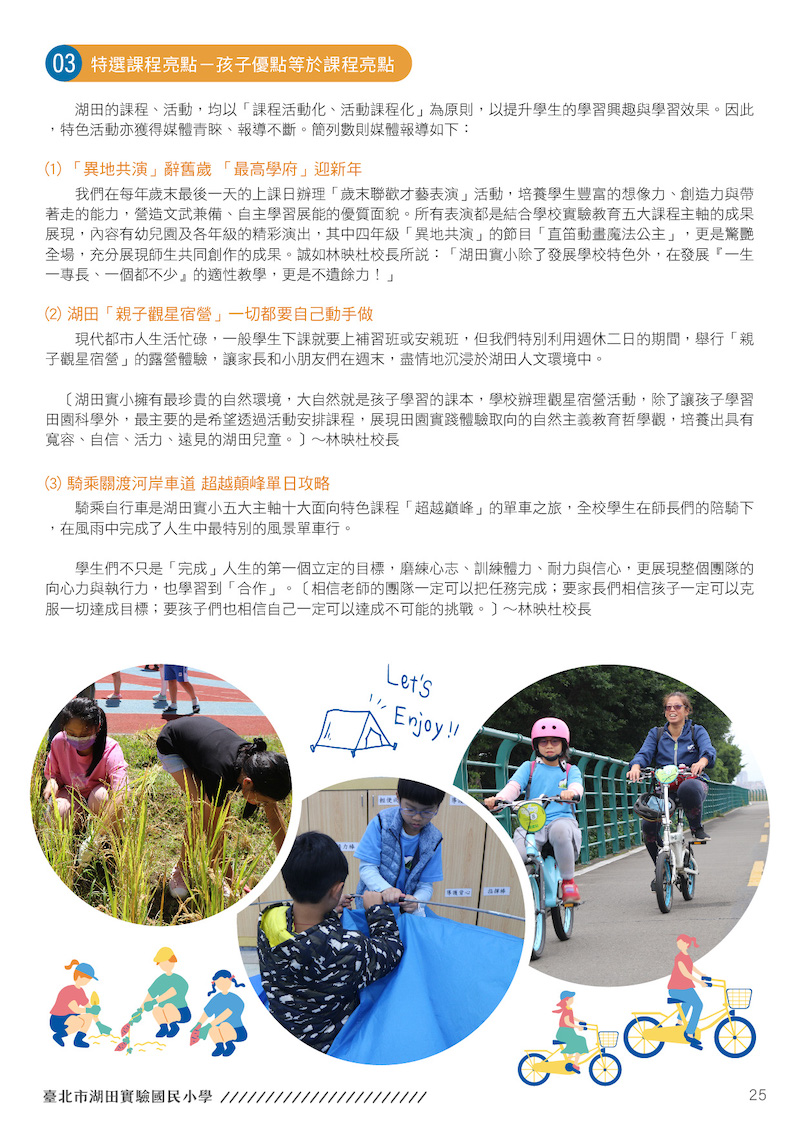 03 特選課程亮點－孩子優點等於課程亮點
湖田的課程、活動，均以「課程活動化、活動課程化」為原則，以提升學生的學習興趣與學習效果。因此
，特色活動亦獲得媒體青睞、報導不斷。簡列數則媒體報導如下：
⑴ 「異地共演」辭舊歲 「最高學府」迎新年
我們在每年歲末最後一天的上課日辦理「歲末聯歡才藝表演」活動，培養學生豐富的想像力、創造力與帶
著走的能力，營造文武兼備、自主學習展能的優質面貌。所有表演都是結合學校實驗教育五大課程主軸的成果
展現，內容有幼兒園及各年級的精彩演出，其中四年級「異地共演」的節目「直笛動畫魔法公主」，更是驚艷
全場，充分展現師生共同創作的成果。誠如林映杜校長所説：「湖田實小除了發展學校特色外，在發展『一生
一專長、一個都不少』的適性教學，更是不遺餘力！」
⑵ 湖田「親子觀星宿營」一切都要自己動手做
現代都市人生活忙碌，一般學生下課就要上補習班或安親班，但我們特別利用週休二日的期間，舉行「親
子觀星宿營」的露營體驗，讓家長和小朋友們在週末，盡情地沉浸於湖田人文環境中。
〔湖田實小擁有最珍貴的自然環境，大自然就是孩子學習的課本，學校辦理觀星宿營活動，除了讓孩子學習
田園科學外，最主要的是希望透過活動安排課程，展現田園實踐體驗取向的自然主義教育哲學觀，培養出具有
寬容、自信、活力、遠見的湖田兒童。〕～林映杜校長
⑶ 騎乘關渡河岸車道 超越顛峰單日攻略
騎乘自行車是湖田實小五大主軸十大面向特色課程「超越巔峰」的單車之旅，全校學生在師長們的陪騎下
，在風雨中完成了人生中最特別的風景單車行。
學生們不只是「完成」人生的第一個立定的目標，磨練心志、訓練體力、耐力與信心，更展現整個團隊的
向心力與執行力，也學習到「合作」。〔相信老師的團隊一定可以把任務完成；要家長們相信孩子一定可以克
服一切達成目標；要孩子們也相信自己一定可以達成不可能的挑戰。〕～林映杜校長
Let's
Enjoy!!
指揮棒
臺北市湖田實驗國民小學
25